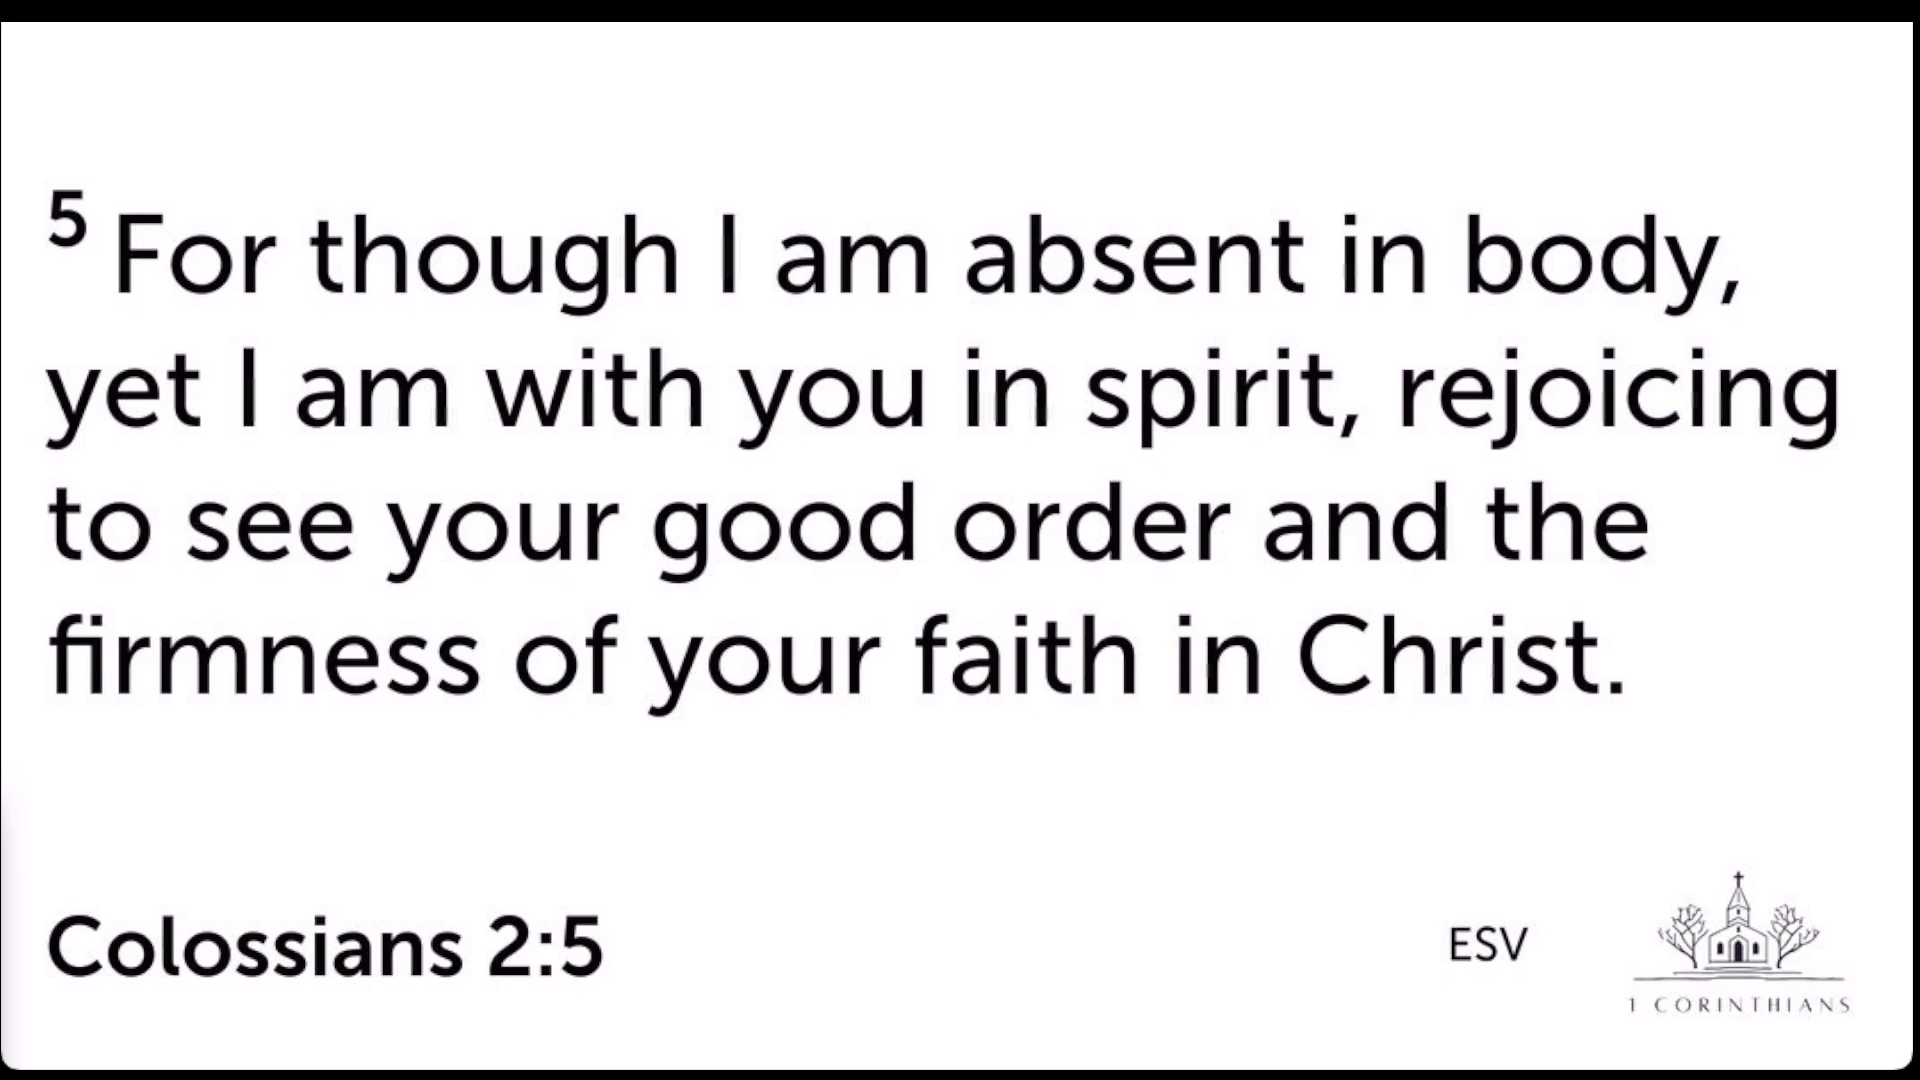 5 For though I am absent in body,
yet I am with you in spirit, rejoicing
to see your good order and the
firmness of your faith in Christ.
Colossians 2:5
ESV
1 CORINTHIANS